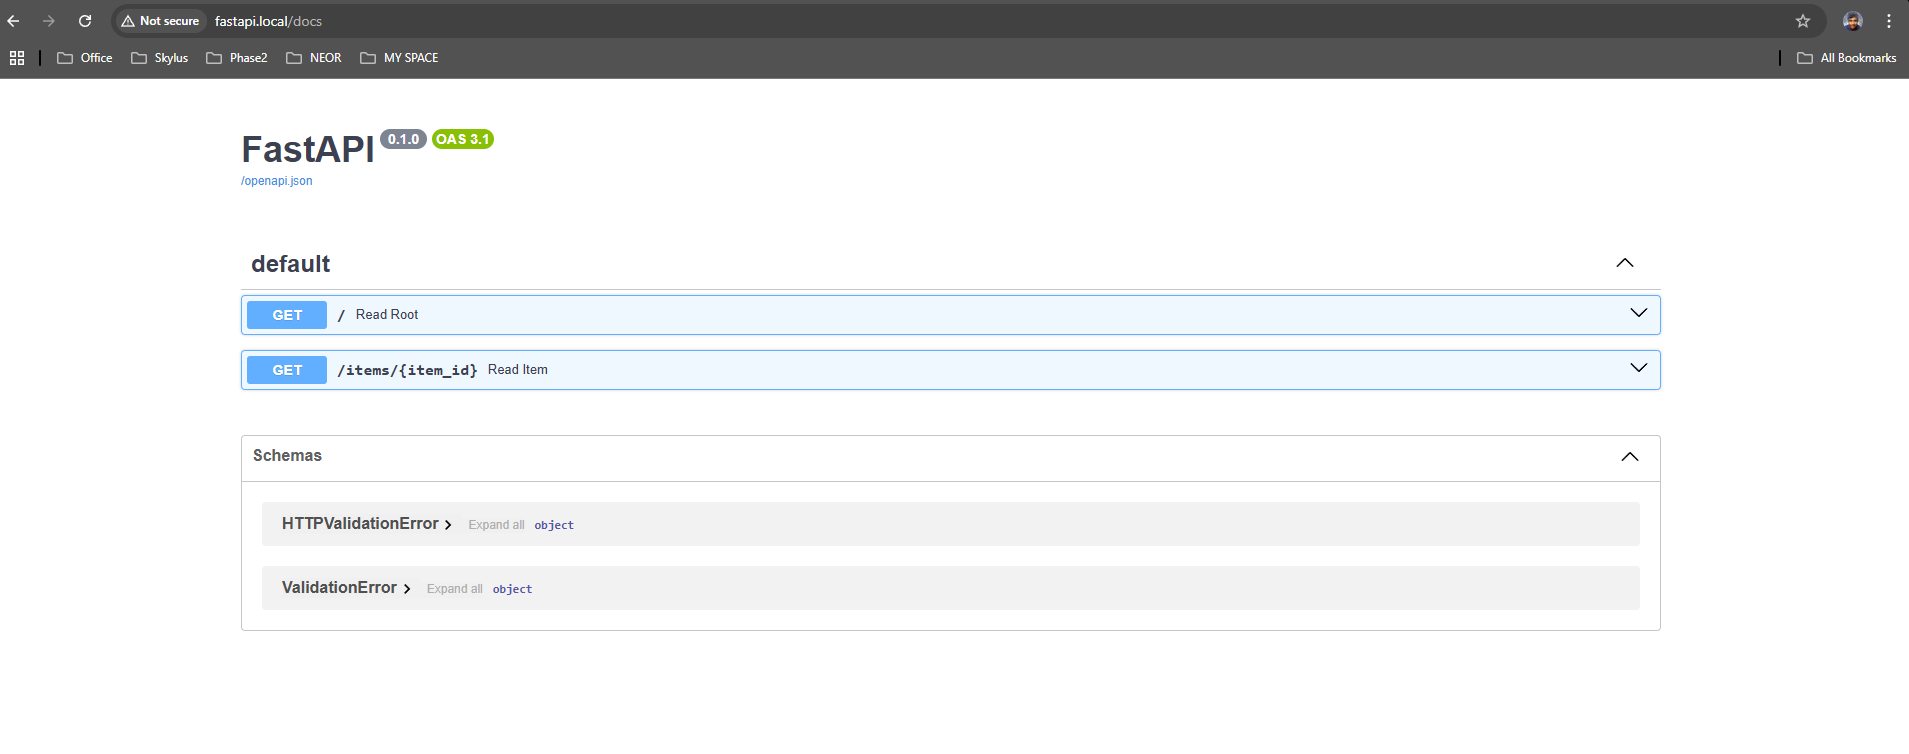 Not secure fastapi.local/docs
Office Skylus Phase2 NEOR MY SPACE All Bookmarks
FastAPI 0.1.0 OAS 3.1
/openapi.json
default
GET / Read Root
GET /items/{item_id} Read Item
Schemas
HTTPValidationError Expand all object
ValidationError Expand all object